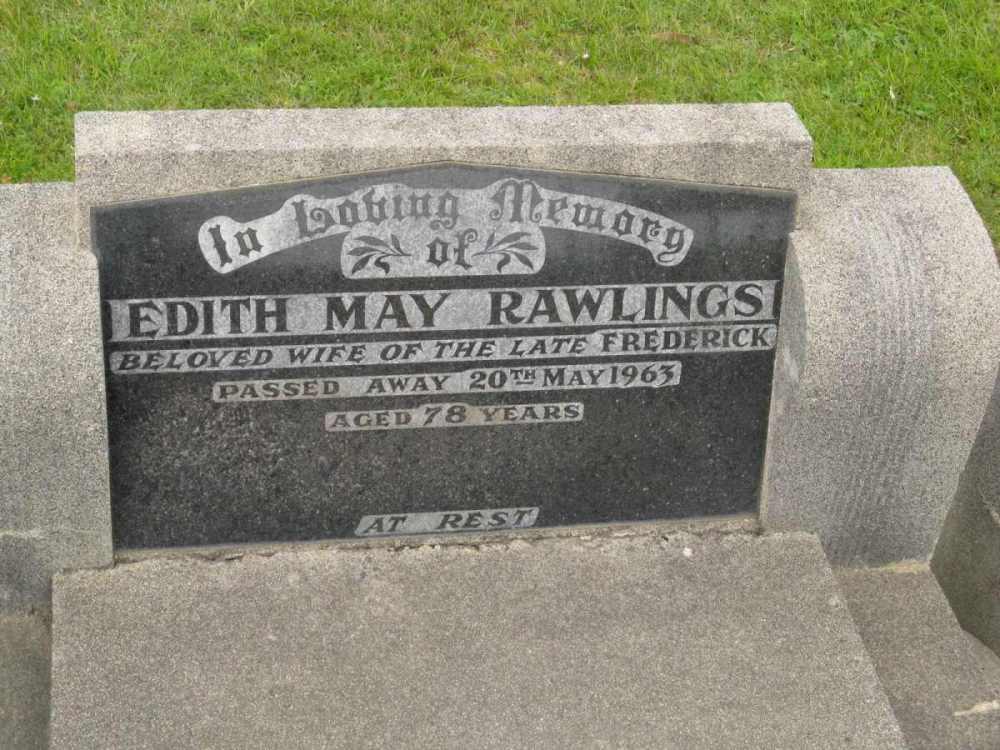 In Loving Memory
of
EDITH MAY RAWLINGS
BELOVED WIFE OF THE LATE FREDERICK
PASSED AWAY 20TH MAY 1963
AGED 78 YEARS
AT REST